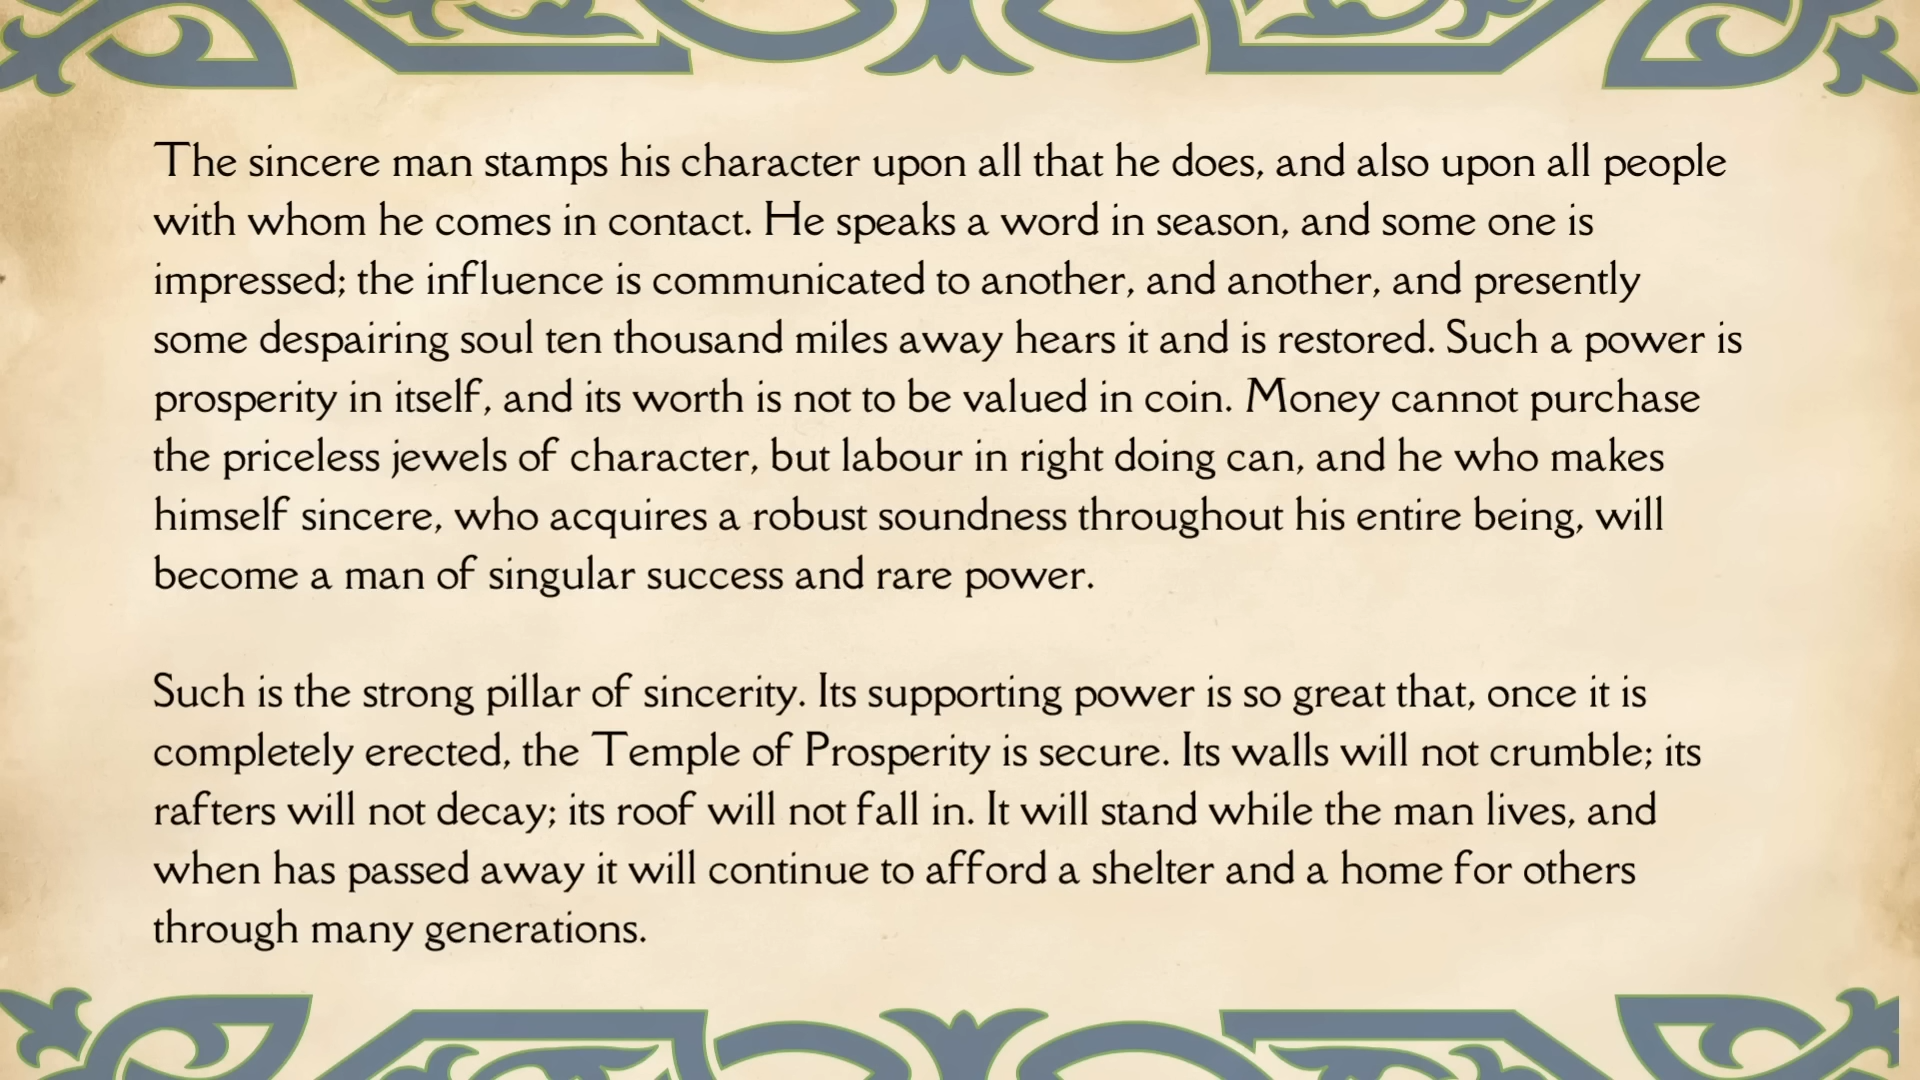 The sincere man stamps his character upon all that he does, and also upon all people
with whom he comes in contact. He speaks a word in season, and some one is
impressed; the influence is communicated to another, and another, and presently
some despairing soul ten thousand miles away hears it and is restored. Such a power is
prosperity in itself, and its worth is not to be valued in coin. Money cannot purchase
the priceless jewels of character, but labour in right doing can, and he who makes
himself sincere, who acquires a robust soundness throughout his entire being, will
become a man of singular success and rare power.

Such is the strong pillar of sincerity. Its supporting power is so great that, once it is
completely erected, the Temple of Prosperity is secure. Its walls will not crumble; its
rafters will not decay; its roof will not fall in. It will stand while the man lives, and
when has passed away it will continue to afford a shelter and a home for others
through many generations.